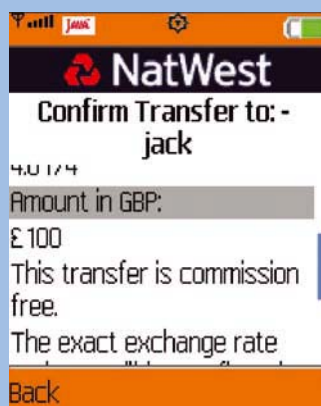 JAVA
NatWest
Confirm Transfer to: -
jack
Amount in GBP:
£100
This transfer is commission
free.
The exact exchange rate
Back